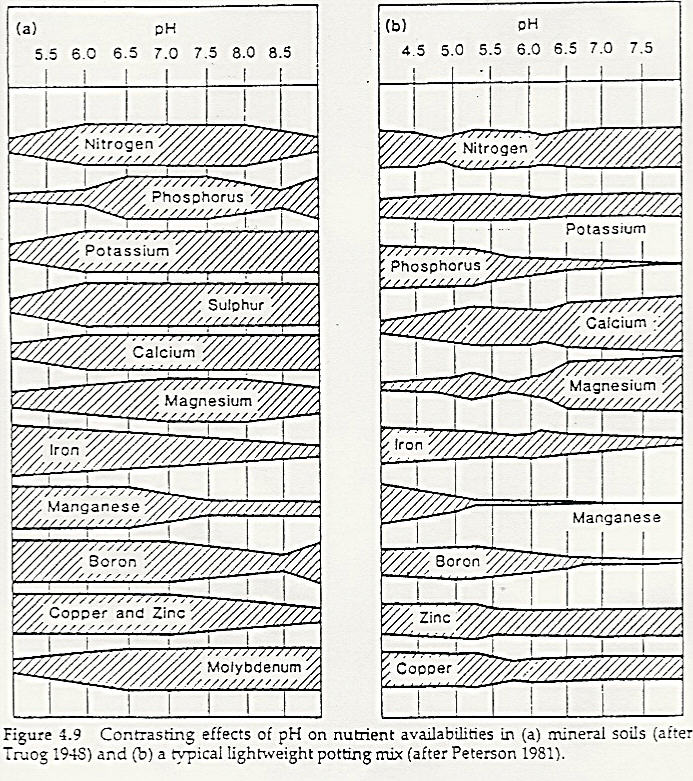 (a) pH
5.5 6.0 6.5 7.0 7.5 8.0 8.5
Nitrogen
Phosphorus
Potassium
Sulphur
Calcium
Magnesium
Iron
Manganese
Boron
Copper and Zinc
Molybdenum
(b) pH
4.5 5.0 5.5 6.0 7.0 7.5
Nitrogen
Potassium
Phosphorus
Calcium
Magnesium
Iron
Manganese
Boron
Zinc
Copper
Figure 4.9 Contrasting effects of pH on nutrient availabilities in (a) mineral soils (after
Truog 1948) and (b) a typical lightweight potting mix (after Peterson 1981).